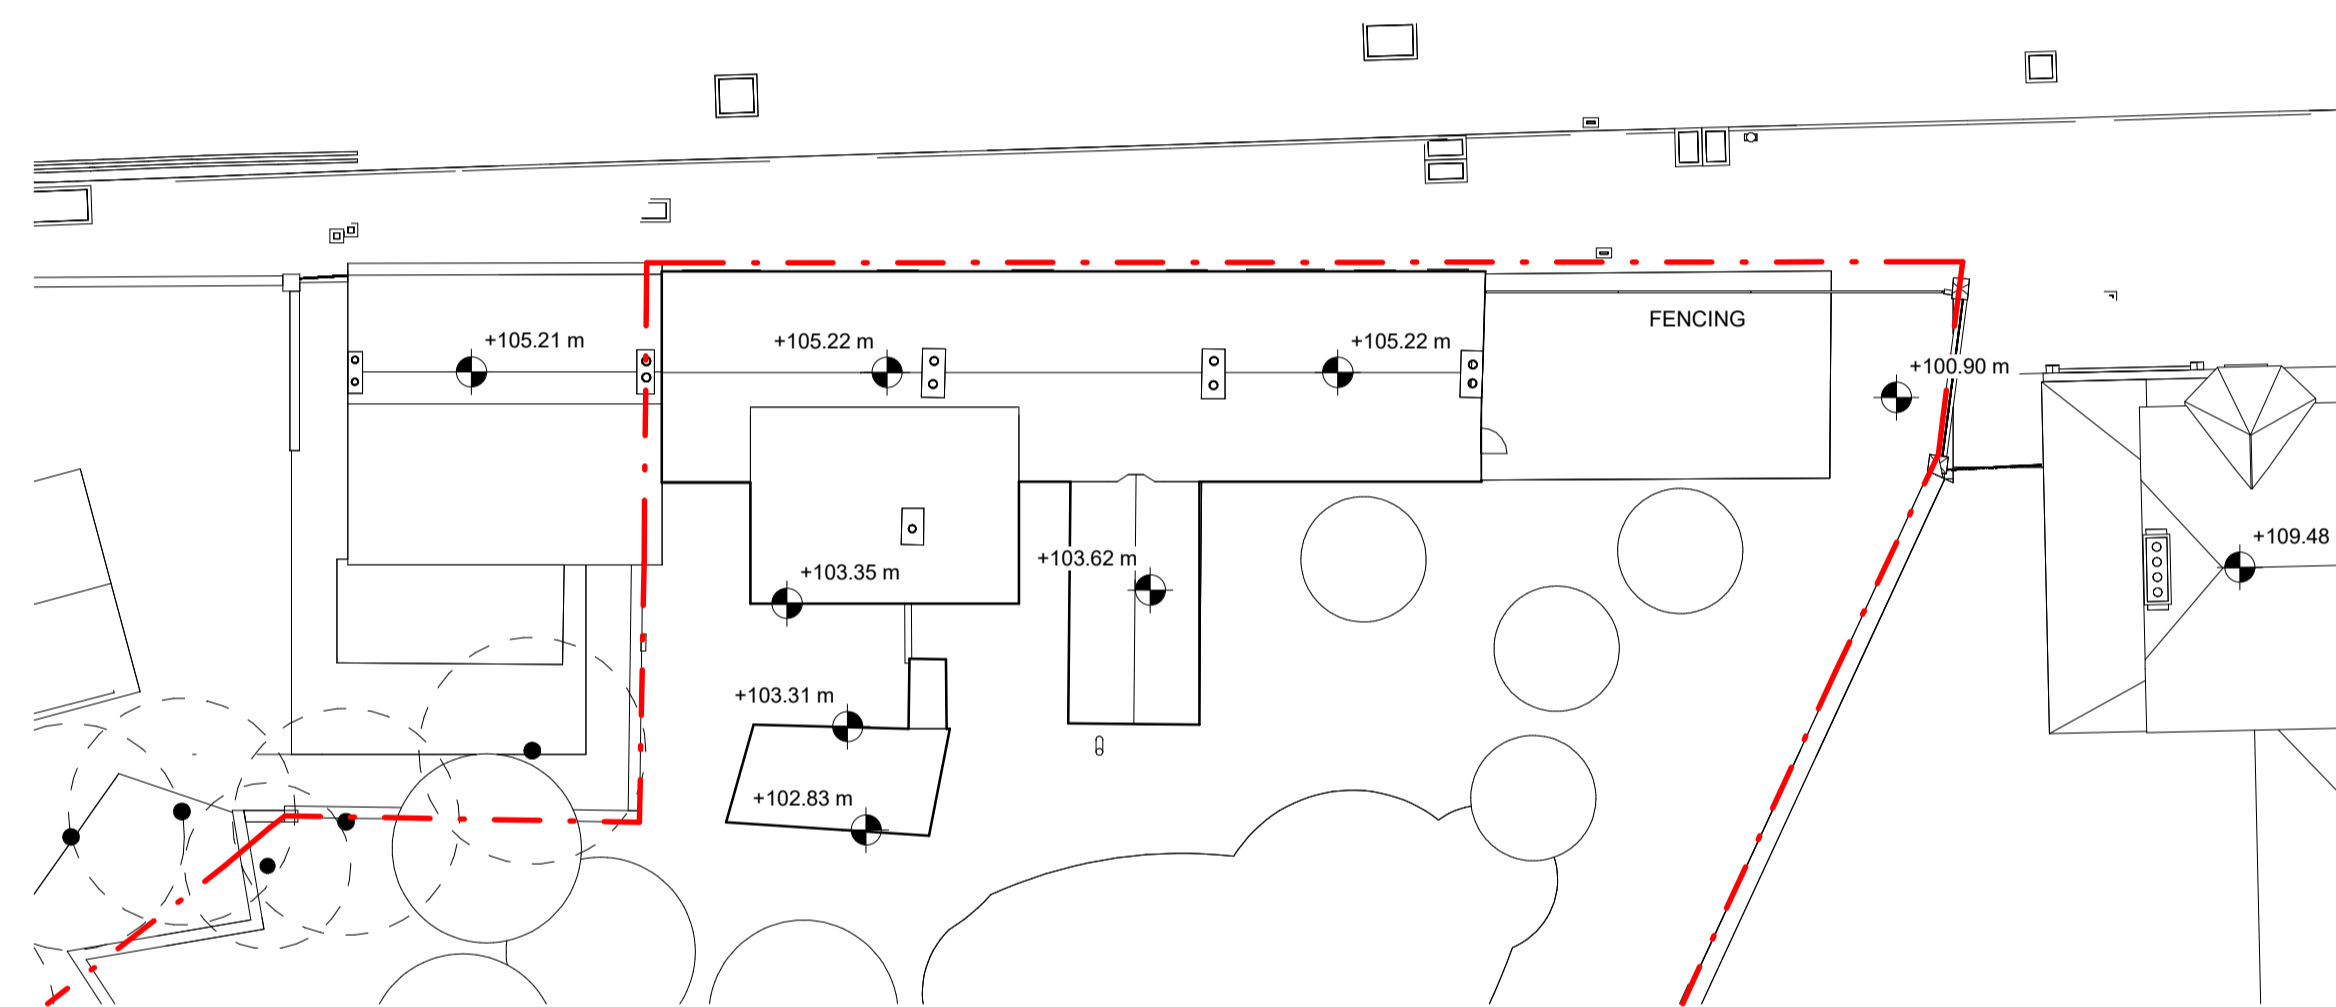 FENCING
+105.21 m
+105.22 m
+105.22 m
+100.90 m
+109.48
+103.62 m
+103.35 m
+103.31 m
+102.83 m